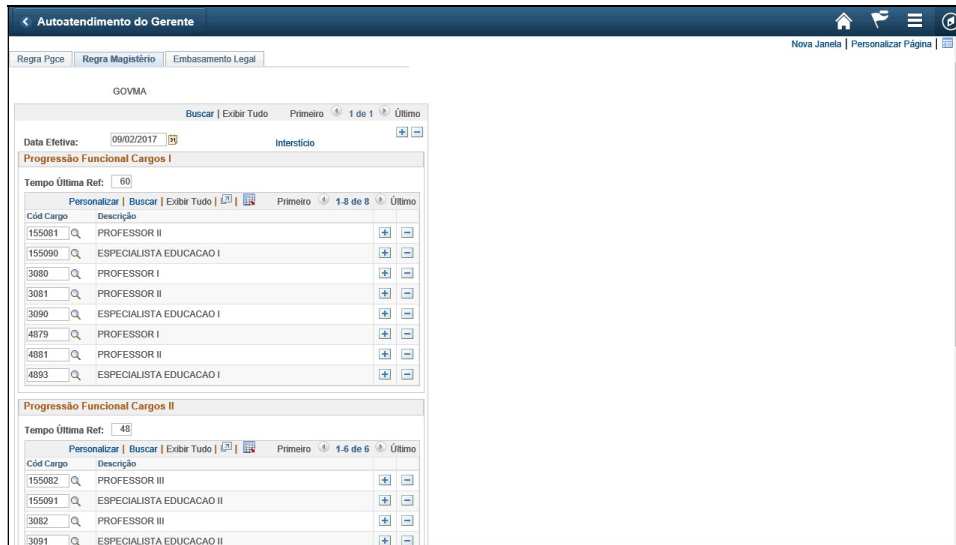 Autoatendimento do Gerente
Nova Janela | Personalizar Página |
Regra Pgce Regra Magistério Embasamento Legal
GOVMA
Buscar | Exibir Tudo Primeiro 1 de 1 Último
Data Efetiva: 09/02/2017 Interstício
Progressão Funcional Cargos I
Tempo Última Ref: 60
Personalizar | Buscar | Exibir Tudo | | Primeiro 1-8 de 8 Último
Cód Cargo Descrição
155081 PROFESSOR II
155090 ESPECIALISTA EDUCACAO I
3080 PROFESSOR I
3081 PROFESSOR II
3090 ESPECIALISTA EDUCACAO I
4879 PROFESSOR I
4881 PROFESSOR II
4893 ESPECIALISTA EDUCACAO I
Progressão Funcional Cargos II
Tempo Última Ref: 48
Personalizar | Buscar | Exibir Tudo | | Primeiro 1-6 de 6 Último
Cód Cargo Descrição
155082 PROFESSOR III
155091 ESPECIALISTA EDUCACAO II
3082 PROFESSOR III
3091 ESPECIALISTA EDUCACAO II